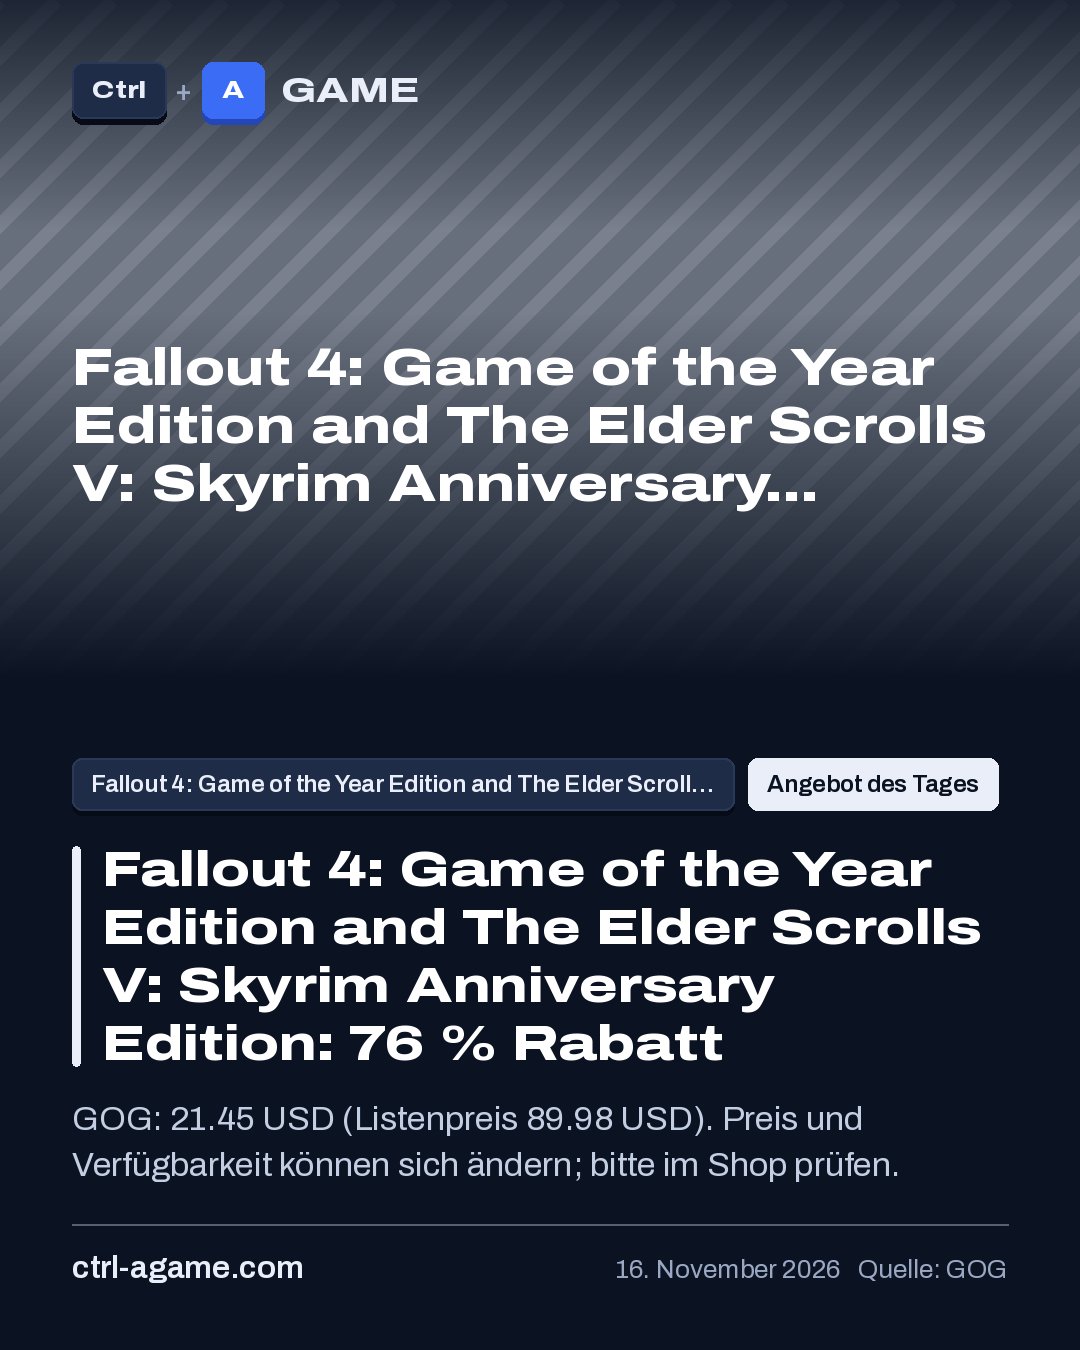 Ctrl + A GAME
Fallout 4: Game of the Year
Edition and The Elder Scrolls
V: Skyrim Anniversary...
Fallout 4: Game of the Year Edition and The Elder Scroll... Angebot des Tages
Fallout 4: Game of the Year
Edition and The Elder Scrolls
V: Skyrim Anniversary
Edition: 76 % Rabatt
GOG: 21.45 USD (Listenpreis 89.98 USD). Preis und
Verfügbarkeit können sich ändern; bitte im Shop prüfen.
ctrl-agame.com 16. November 2026 Quelle: GOG